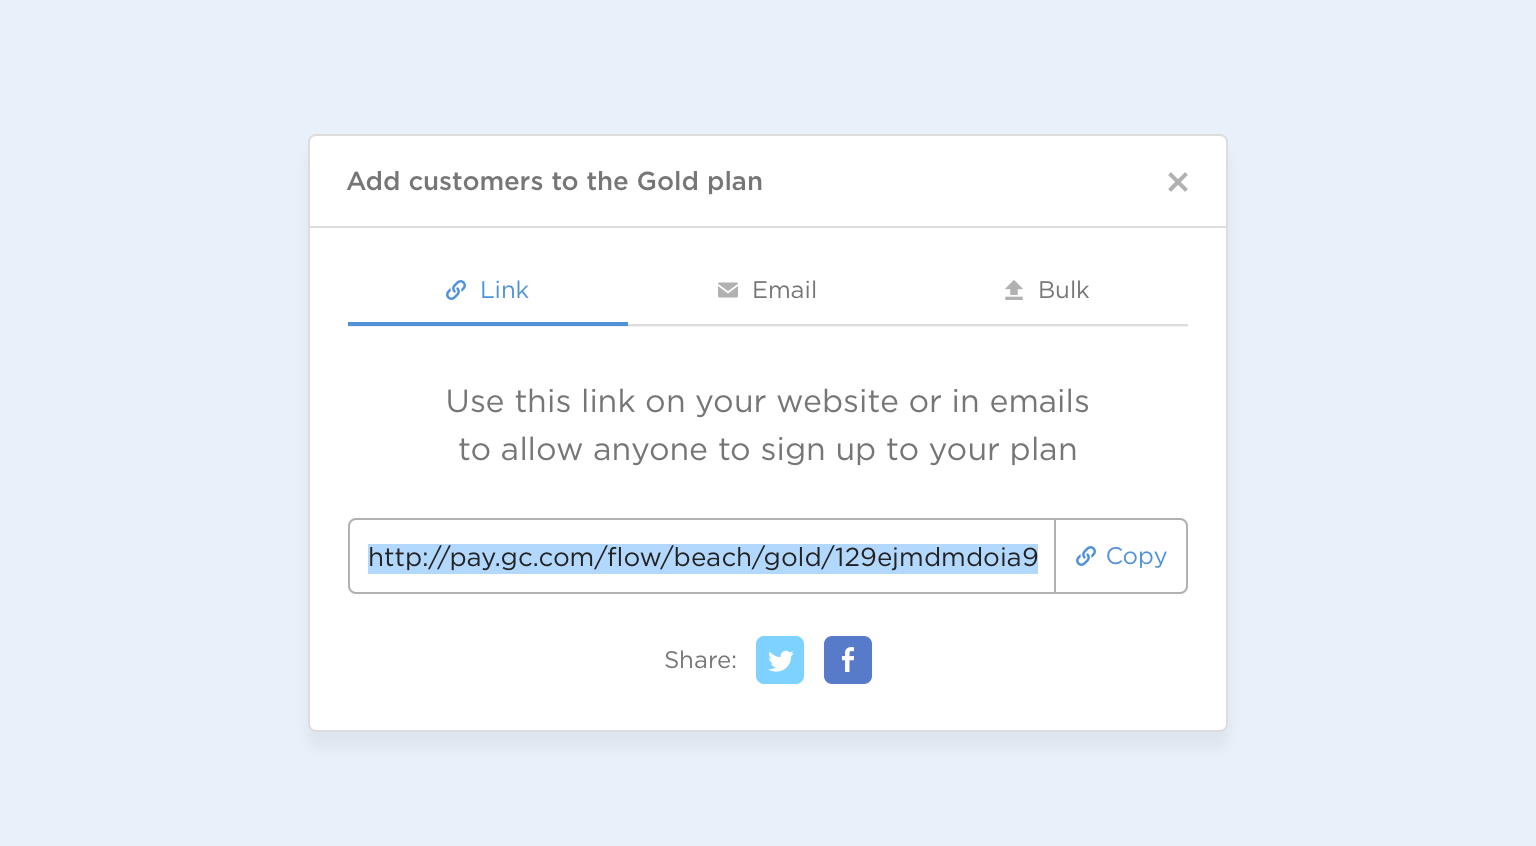 Add customers to the Gold plan
Link
Email
Bulk
Use this link on your website or in emails
to allow anyone to sign up to your plan
http://pay.gc.com/flow/beach/gold/129ejmdmdoia9
Copy
Share: